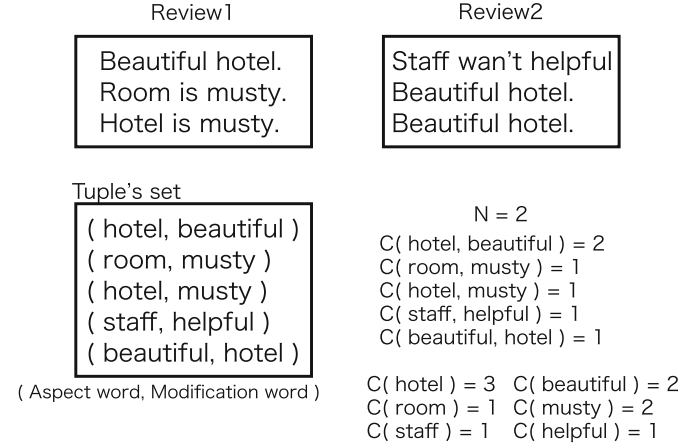 Review1
Beautiful hotel.
Room is musty.
Hotel is musty.
Review2
Staff wan't helpful
Beautiful hotel.
Beautiful hotel.
Tuple's set
( hotel, beautiful )
( room, musty )
( hotel, musty )
( staff, helpful )
( beautiful, hotel )
( Aspect word, Modification word )
N = 2
C( hotel, beautiful ) = 2
C( room, musty ) = 1
C( hotel, musty ) = 1
C( staff, helpful ) = 1
C( beautiful, hotel ) = 1
C( hotel ) = 3 C( beautiful ) = 2
C( room ) = 1 C( musty ) = 2
C( staff ) = 1 C( helpful ) = 1